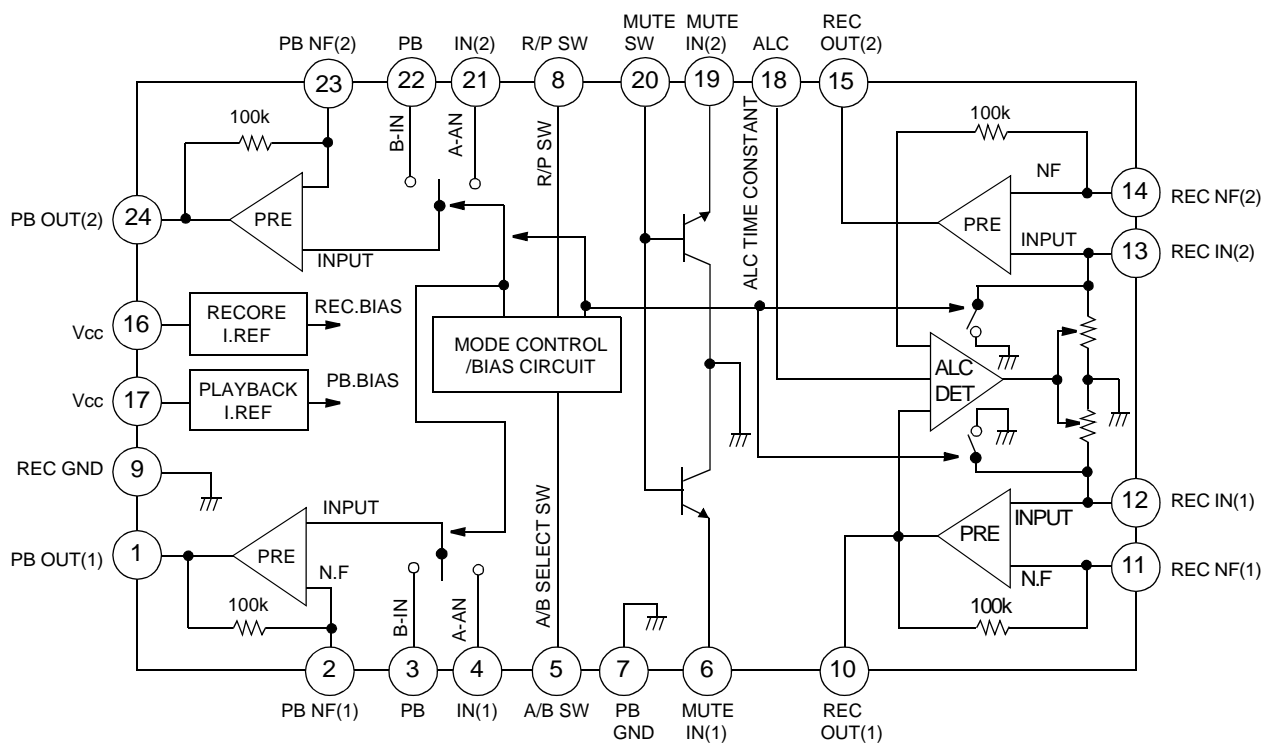 MUTE MUTE REC
PB NF(2) PB IN(2) R/P SW SW IN(2) ALC OUT(2)
23 22 21 8 20 19 18 15
100k
B-IN
A-AN
R/P SW
ALC TIME CONSTANT
100k
NF
PRE
PRE
14 REC NF(2)
PB OUT(2) 24
INPUT
INPUT
13 REC IN(2)
Vcc 16
RECORE
I.REF
REC.BIAS
MODE CONTROL
/BIAS CIRCUIT
ALC
DET
Vcc 17
PLAYBACK
I.REF
PB.BIAS
REC GND 9
INPUT
12 REC IN(1)
INPUT
PB OUT(1) 1
PRE
PRE
N.F
N.F
11 REC NF(1)
100k
B-IN
A-AN
A/B SELECT SW
100k
2 3 4 5 7 6 10
PB NF(1) PB IN(1) A/B SW PB MUTE REC
GND IN(1) OUT(1)